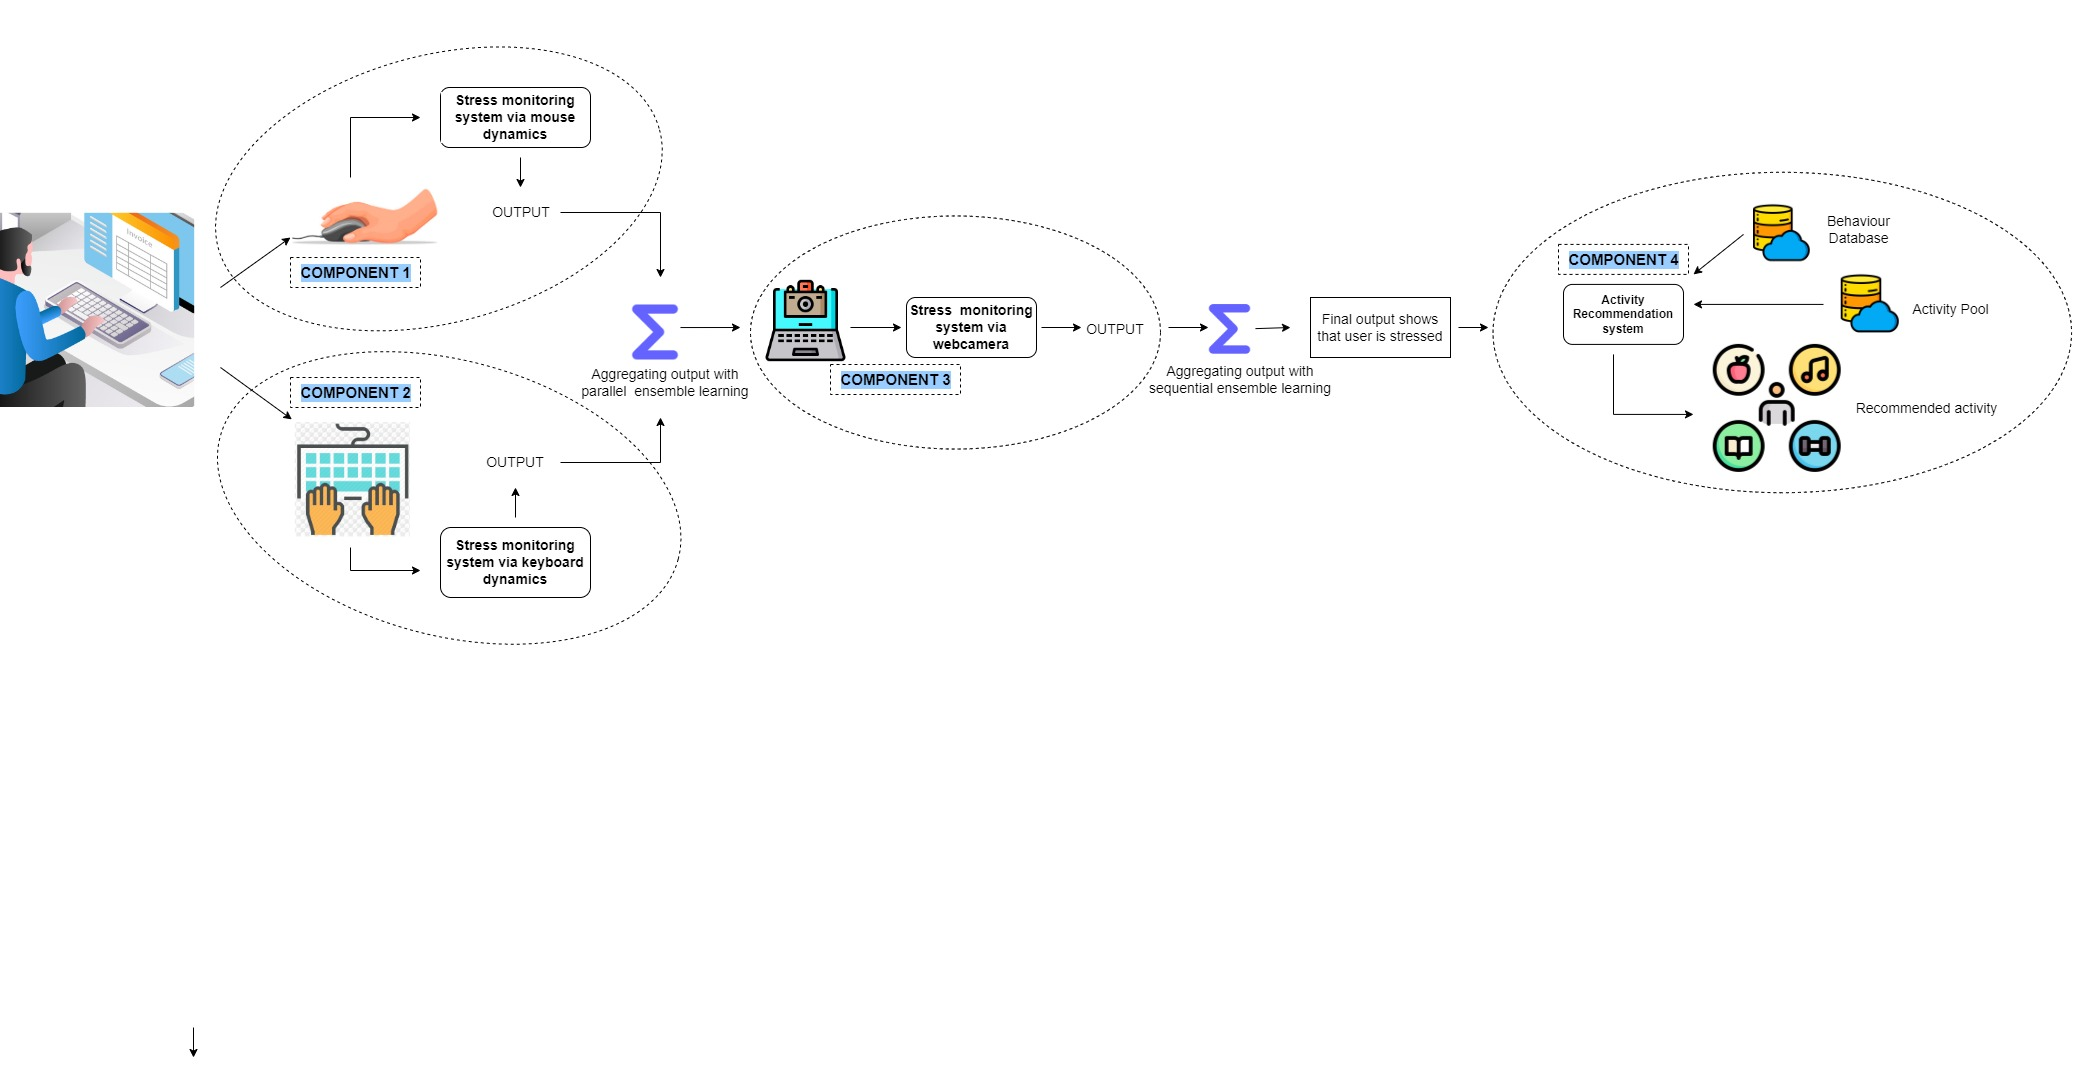 Stress monitoring
system via mouse
dynamics
OUTPUT
Invoice
COMPONENT 1
COMPONENT 2
OUTPUT
Stress monitoring
system via keyboard
dynamics
Aggregating output with
parallel ensemble learning
Stress monitoring
system via
webcamera
COMPONENT 3
OUTPUT
Aggregating output with
sequential ensemble learning
Final output shows
that user is stressed
COMPONENT 4
Activity
Recommendation
system
Behaviour
Database
Activity Pool
Recommended activity